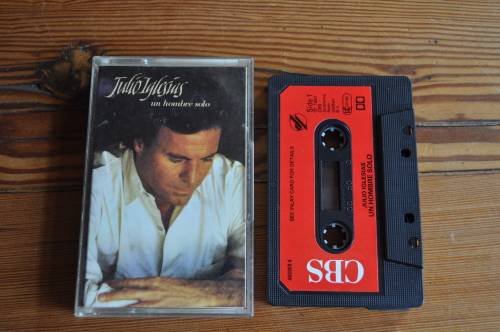 Julio Iglesias
un hombre solo
Side 1
SEE INLAY CARD FOR DETAILS
JULIO IGLESIAS
UN HOMBRE SOLO
CBS